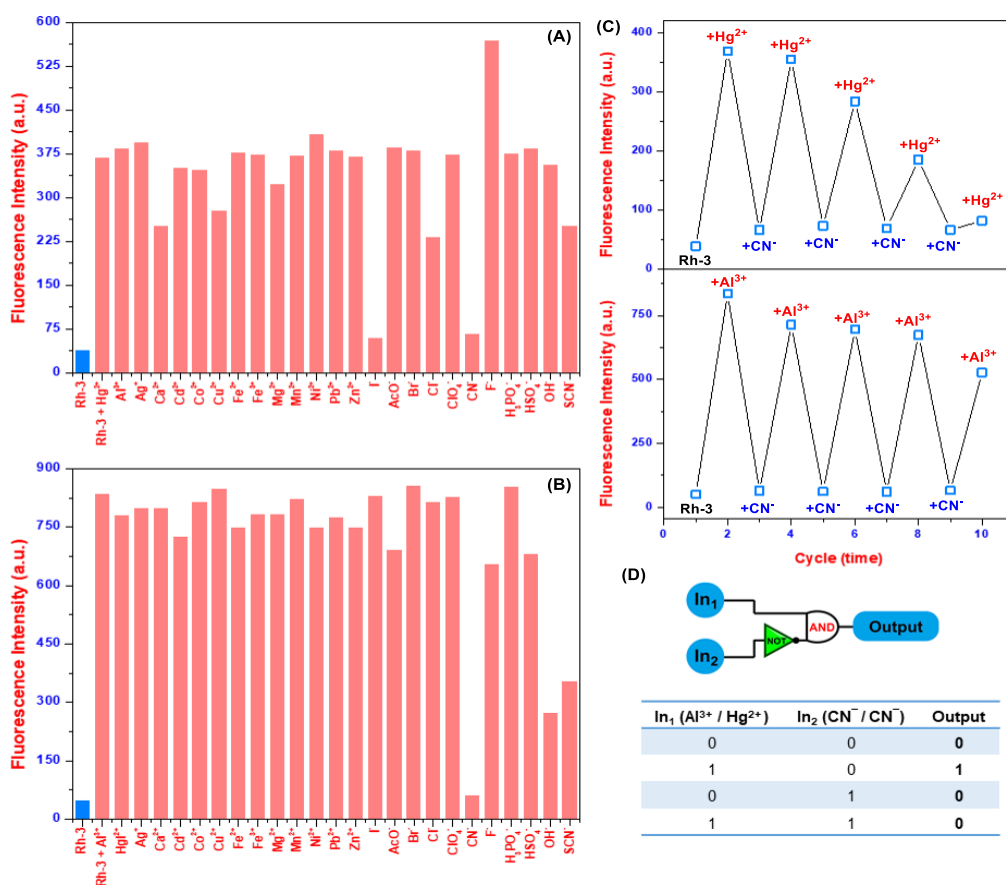 (A)
Fluorescence Intensity (a.u.)
600
525
450
375
300
225
150
75
0
Rh-3
Rh-3 + Hg²⁺
Al³⁺
Ag⁺
Ca²⁺
Cd²⁺
Co²⁺
Cu²⁺
Fe²⁺
Fe³⁺
Mg²⁺
Mn²⁺
Ni²⁺
Pb²⁺
Zn²⁺
I⁻
AcO⁻
Br⁻
Cl⁻
ClO₄⁻
CN⁻
F⁻
HSO₄⁻
OH⁻
SCN⁻
(B)
Fluorescence Intensity (a.u.)
900
750
600
450
300
150
0
Rh-3
Rh-3 + Al³⁺
HgI²⁺
Ag⁺
Ca²⁺
Cd²⁺
Co²⁺
Cu²⁺
Fe²⁺
Mg²⁺
Mn²⁺
Ni²⁺
Pb²⁺
Zn²⁺
I⁻
AcO⁻
Br⁻
Cl⁻
ClO₄⁻
CN⁻
F⁻
HSO₄⁻
OH⁻
SCN⁻
(C)
Fluorescence Intensity (a.u.)
400
300
200
100
0
+Hg²⁺
+Hg²⁺
+Hg²⁺
+Hg²⁺
+Hg²⁺
Rh-3
+CN⁻
+CN⁻
+CN⁻
+CN⁻
Fluorescence Intensity (a.u.)
750
500
250
0
+Al³⁺
+Al³⁺
+Al³⁺
+Al³⁺
+Al³⁺
Rh-3
+CN⁻
+CN⁻
+CN⁻
+CN⁻
0 2 4 6 8 10
Cycle (time)
(D)
In₁
In₂
NOT
AND
Output
In₁ (Al³⁺ / Hg²⁺) In₂ (CN⁻ / CN⁻) Output
0 0 0
1 0 1
0 1 0
1 1 0